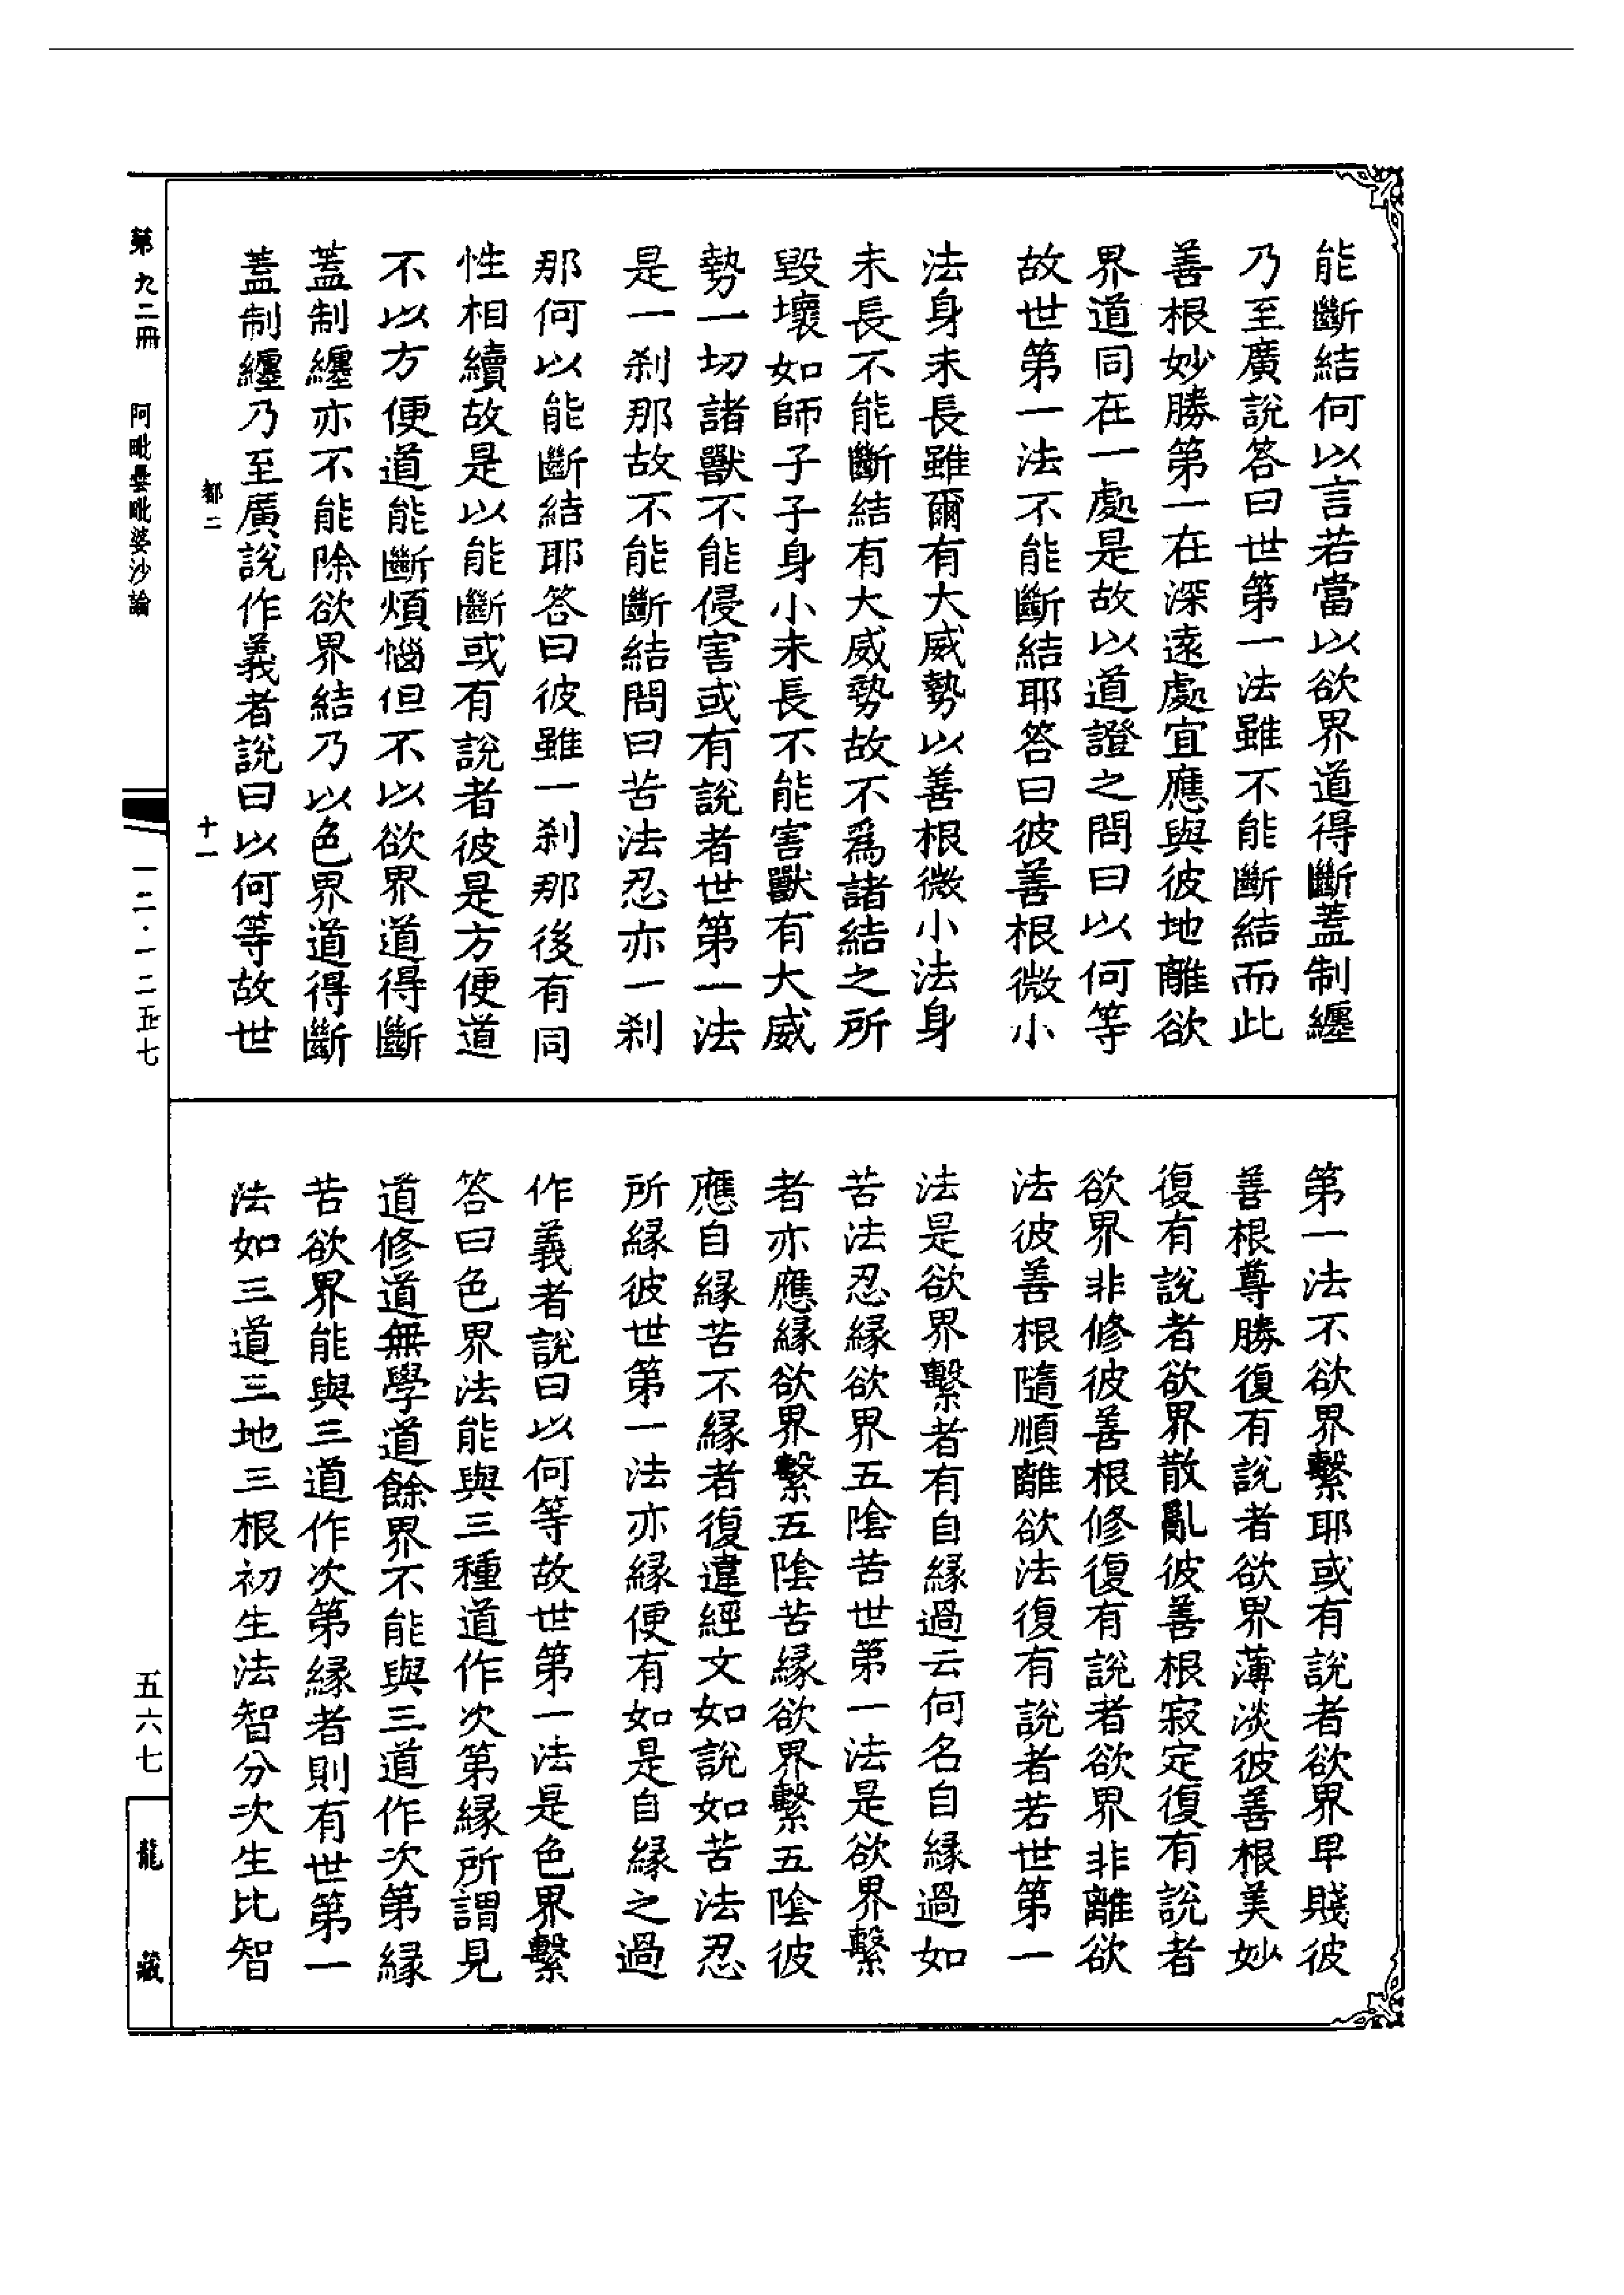 能斷結何以言若當以欲界道得斷蓋制纏
乃至廣說答曰世第一法雖不能斷結而此
善根妙勝第一在深遠處宜應與彼地離欲
界道同在一處是故以道證之問曰以何等
故世第一法不能斷結耶答曰彼善根微小
法身未長雖爾有大威勢以善根微小法身
未長不能斷結有大威勢故不為諸結之所
毀壞如師子子身小未長不能害獸有大威
勢一切諸獸不能侵害或有說者世第一法
是一剎那故不能斷結問曰苦法忍亦一剎
那何以能斷結耶答曰彼雖一剎那後有同
性相續故是以能斷或有說者彼是方便道
不以方便道能斷煩惱但不以欲界道得斷
蓋制纏亦不能除欲界結乃以色界道得斷
蓋制纏乃至廣說作義者說曰以何等故世
都二
十一
第一法不欲界繫耶或有說者欲界卑賤彼
善根尊勝復有說者欲界薄淡彼善根美妙
復有說者欲界散亂彼善根寂定復有說者
欲界非修彼善根修復有說者欲界非離欲
法彼善根隨順離欲法復有說者若世第一
法是欲界繫者有自緣過云何名自緣過如
苦法忍緣欲界五陰苦世第一法是欲界繫
者亦應緣欲界繫五陰苦緣欲界繫五陰彼
應自緣苦不緣者復違經文如說如苦法忍
所緣彼世第一法亦緣便有如是自緣之過
作義者說曰以何等故世第一法是色界繫
答曰色界法能與三種道作次第緣所謂見
道修道無學道餘界不能與三道作次第緣
苦欲界能與三道作次第緣者則有世第一
法如三道三地三根初生法智分次生比智
第九二冊　阿毗曇毗婆沙論
一二·一二五七
五六七
龍藏